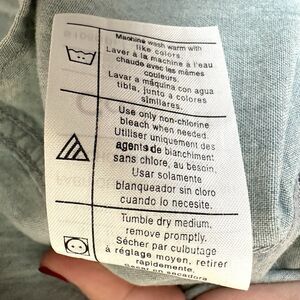 Machine wash warm with
like colors.
Laver à la machine à l'eau
chaude avec les mêmes
couleurs.
Lavar a máquina con agua
tibia, junto a colores
similares.
Use only non-chlorine
bleach when needed.
Utiliser uniquement des
agents de blanchiment
sans chlore, au besoin.
Usar solamente
blanqueador sin cloro
cuando lo necesite.
Tumble dry medium,
remove promptly.
Sécher par culbutage
à réglage moyen, retirer
rapidement.
Secar en secadora